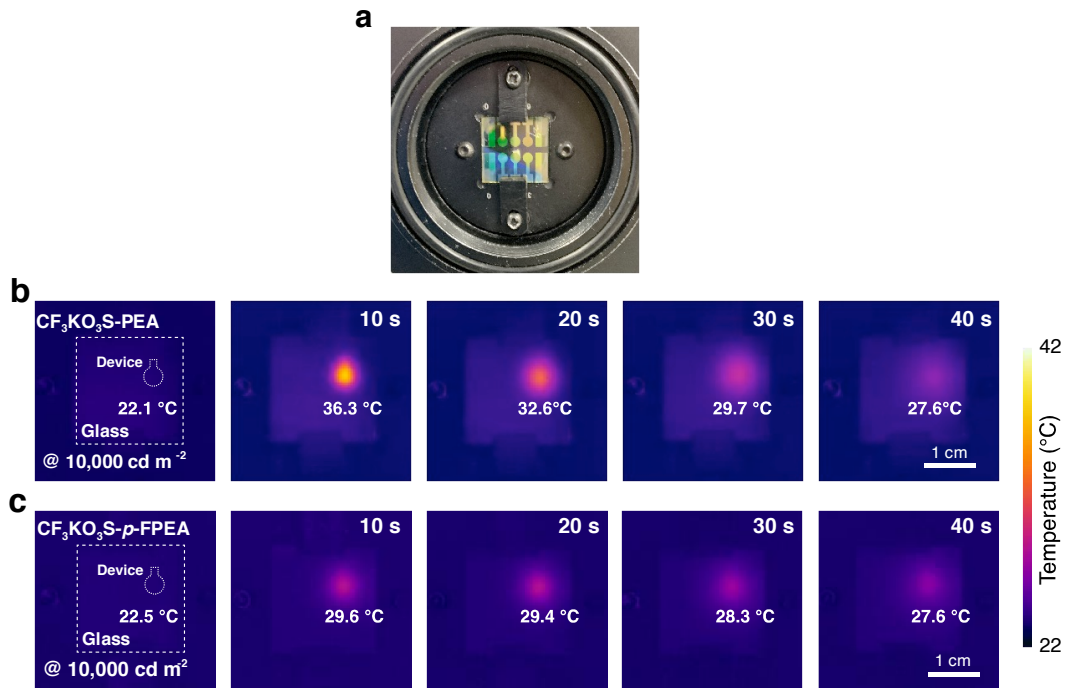 a
b
CF₃KO₃S-PEA
Device
22.1 °C
Glass
@ 10,000 cd m⁻²
10 s
36.3 °C
20 s
32.6°C
30 s
29.7 °C
40 s
27.6°C
1 cm
c
CF₃KO₃S-p-FPEA
Device
22.5 °C
Glass
@ 10,000 cd m⁻²
10 s
29.6 °C
20 s
29.4 °C
30 s
28.3 °C
40 s
27.6 °C
1 cm
42
Temperature (°C)
22